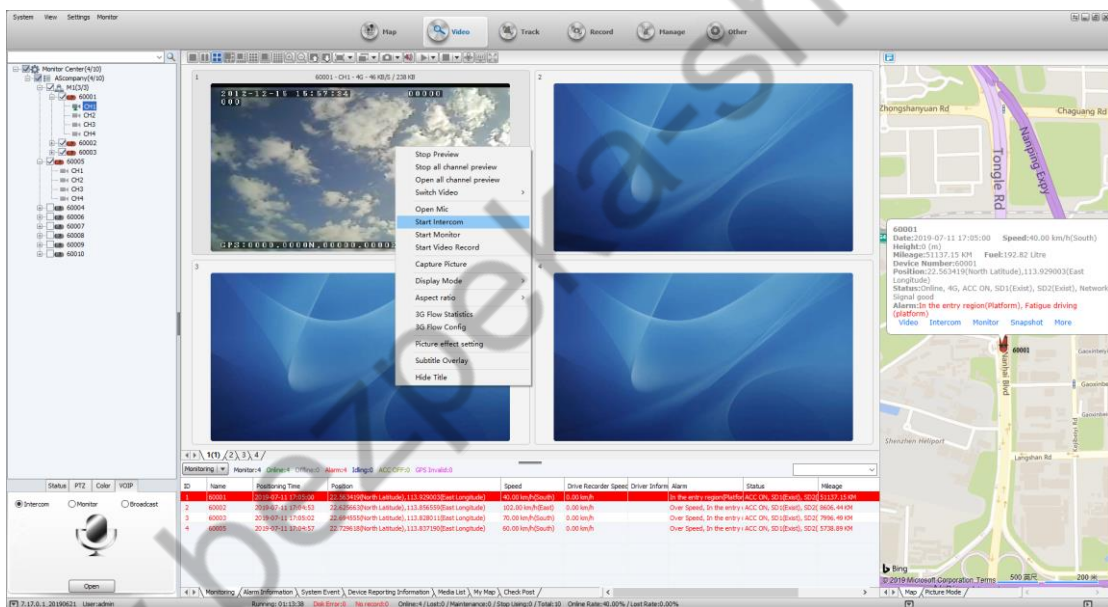 System View Settings Monitor
Map Video Track Record Manage Other
Monitor Center(4/10)
AScompany(4/10)
M1(3/3)
60001
CH1
CH2
CH3
CH4
60002
60003
60005
CH1
CH2
CH3
CH4
60004
60006
60007
60008
60009
60010
1
60001 - CH1 - 4G - 46 KB/S / 238 KB
2
2012-12-15 15:57:34 00000
000
GPS:0000.0000N,00000.0000
3
4
Stop Preview
Stop all channel preview
Open all channel preview
Switch Video
Open Mic
Start Intercom
Start Monitor
Start Video Record
Capture Picture
Display Mode
Aspect ratio
3G Flow Statistics
3G Flow Config
Picture effect setting
Subtitle Overlay
Hide Title
Zhongshanyuan Rd
Chaguang Rd
Nanping Expy
Tongle Rd
60001
Date:2019-07-11 17:05:00 Speed:40.00 km/h(South)
Height:0 (m)
Mileage:51137.15 KM Fuel:192.82 Litre
Device Number:60001
Position:22.563419(North Latitude),113.929003(East
Longitude)
Status:Online, 4G, ACC ON, SD1(Exist), SD2(Exist), Network
Signal good
Alarm:In the entry region(Platform), Fatigue driving
(platform)
Video Intercom Monitor Snapshot More
60001
Nanhai Blvd
Shenzhen Heliport
Langshan Rd
Bing
© 2019 Microsoft Corporation Terms 500 英尺 200 米
Map Picture Mode
1(1) 2 3 4
Monitoring Monitor:4 Online:4 Offline:0 Alarm:4 Idling:0 ACC OFF:0 GPS Invalid:0
ID Name Positioning Time Position Speed Drive Recorder Speed Driver Inform Alarm Status Mileage
1 60001 2019-07-11 17:05:00 22.563419(North Latitude),113.929003(East Longitude) 40.00 km/h(South) 0.00 km/h In the entry region(Platfor ACC ON, SD1(Exist), SD2( 51137.15 KM
2 60002 2019-07-11 17:04:53 22.625663(North Latitude),113.856559(East Longitude) 102.00 km/h(East) 0.00 km/h Over Speed, In the entry ACC ON, SD1(Exist), SD2( 8606.44 KM
3 60003 2019-07-11 17:05:02 22.694555(North Latitude),113.828011(East Longitude) 70.00 km/h(South) 0.00 km/h Over Speed, In the entry ACC ON, SD1(Exist), SD2( 7996.49 KM
4 60005 2019-07-11 17:04:57 22.729618(North Latitude),113.837190(East Longitude) 60.00 km/h(South) 0.00 km/h Over Speed, In the entry ACC ON, SD1(Exist), SD2( 5738.89 KM
Status PTZ Color VOIP
Intercom Monitor Broadcast
Open
Monitoring Alarm Information System Event Device Reporting Information Media List My Map Check Post
7.17.0.1_20190621 User:admin Running: 01:13:38 Disk Error:0 No record:0 Online:4 / Lost:0 / Maintenance:0 / Stop Using:0 / Total:10 Online Rate:40.00% / Lost Rate:0.00%